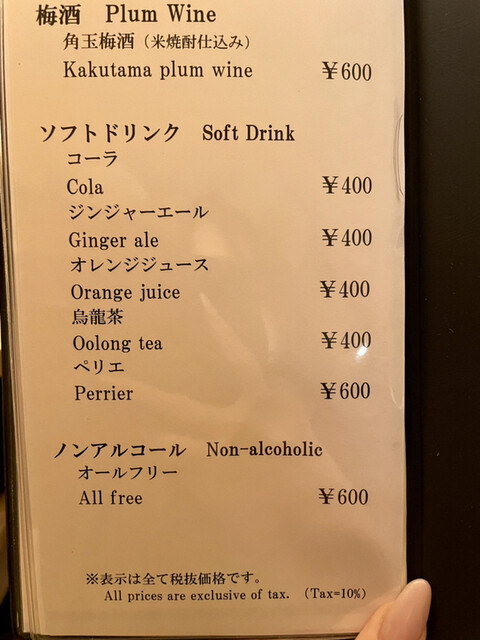 梅酒 Plum Wine
角玉梅酒（米焼酎仕込み）
Kakutama plum wine ￥600
ソフトドリンク Soft Drink
コーラ
Cola ￥400
ジンジャーエール
Ginger ale ￥400
オレンジジュース
Orange juice ￥400
烏龍茶
Oolong tea ￥400
ペリエ
Perrier ￥600
ノンアルコール Non-alcoholic
オールフリー
All free ￥600
※表示は全て税抜価格です。
All prices are exclusive of tax. （Tax=10%）